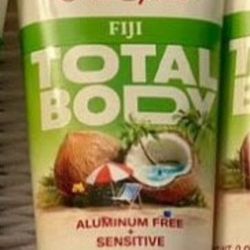 FIJI
TOTAL
BODY
ALUMINUM FREE
+
SENSITIVE